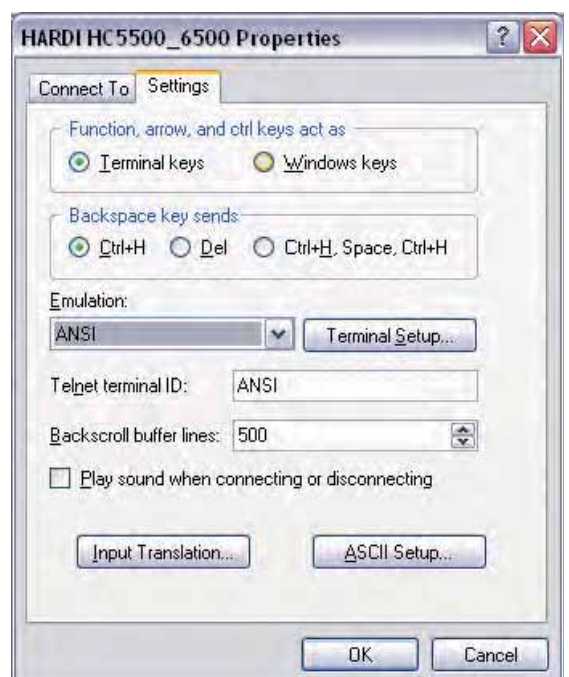 HARDI HC5500_6500 Properties
Connect To Settings
Function, arrow, and ctrl keys act as
Terminal keys Windows keys
Backspace key sends
Ctrl+H Del Ctrl+H, Space, Ctrl+H
Emulation:
ANSI Terminal Setup...
Telnet terminal ID: ANSI
Backscroll buffer lines: 500
Play sound when connecting or disconnecting
Input Translation... ASCII Setup...
OK Cancel